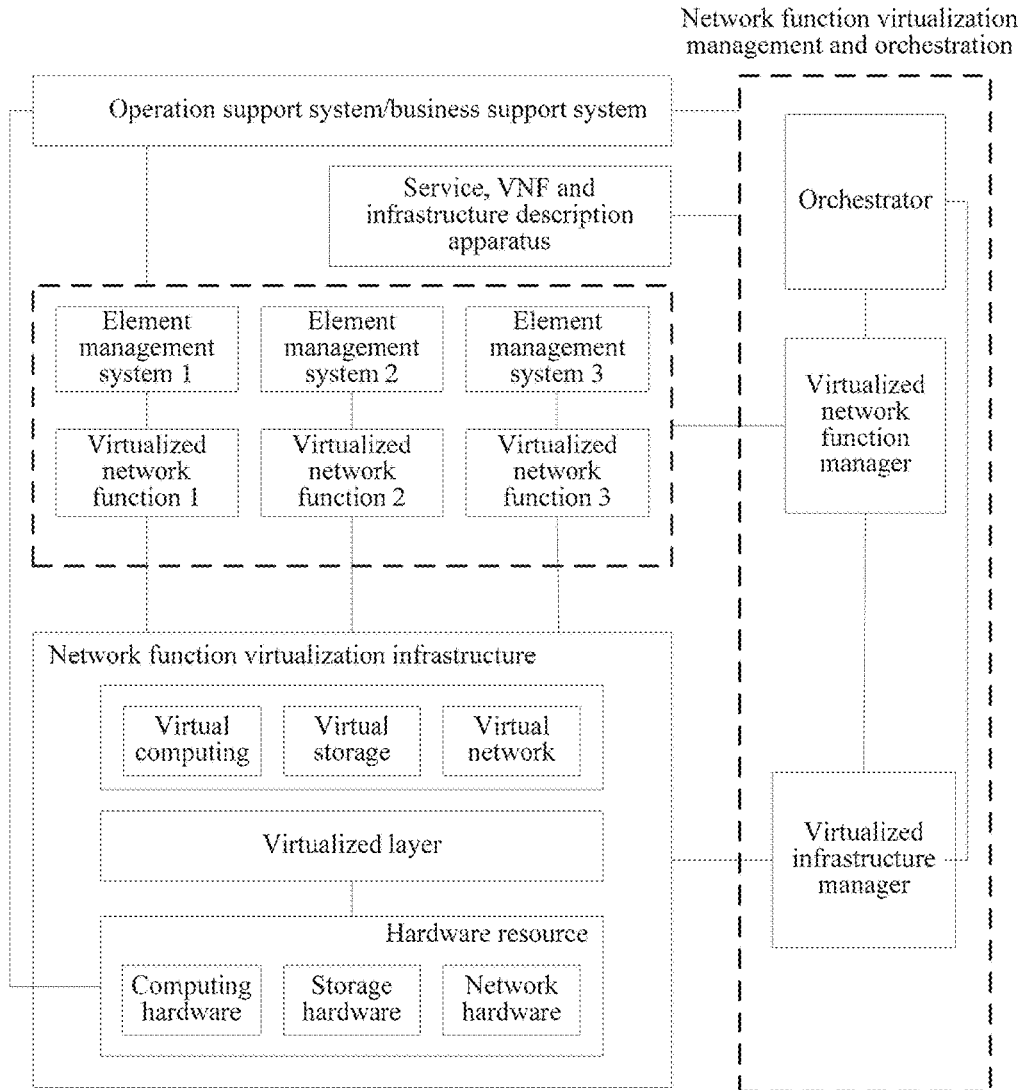 Network function virtualization
management and orchestration
Operation support system/business support system
Service, VNF and
infrastructure description
apparatus
Orchestrator
Element
management
system 1
Element
management
system 2
Element
management
system 3
Virtualized
network
function manager
Virtualized
network
function 1
Virtualized
network
function 2
Virtualized
network
function 3
Network function virtualization infrastructure
Virtual
computing
Virtual
storage
Virtual
network
Virtualized layer
Virtualized
infrastructure
manager
Hardware resource
Computing
hardware
Storage
hardware
Network
hardware